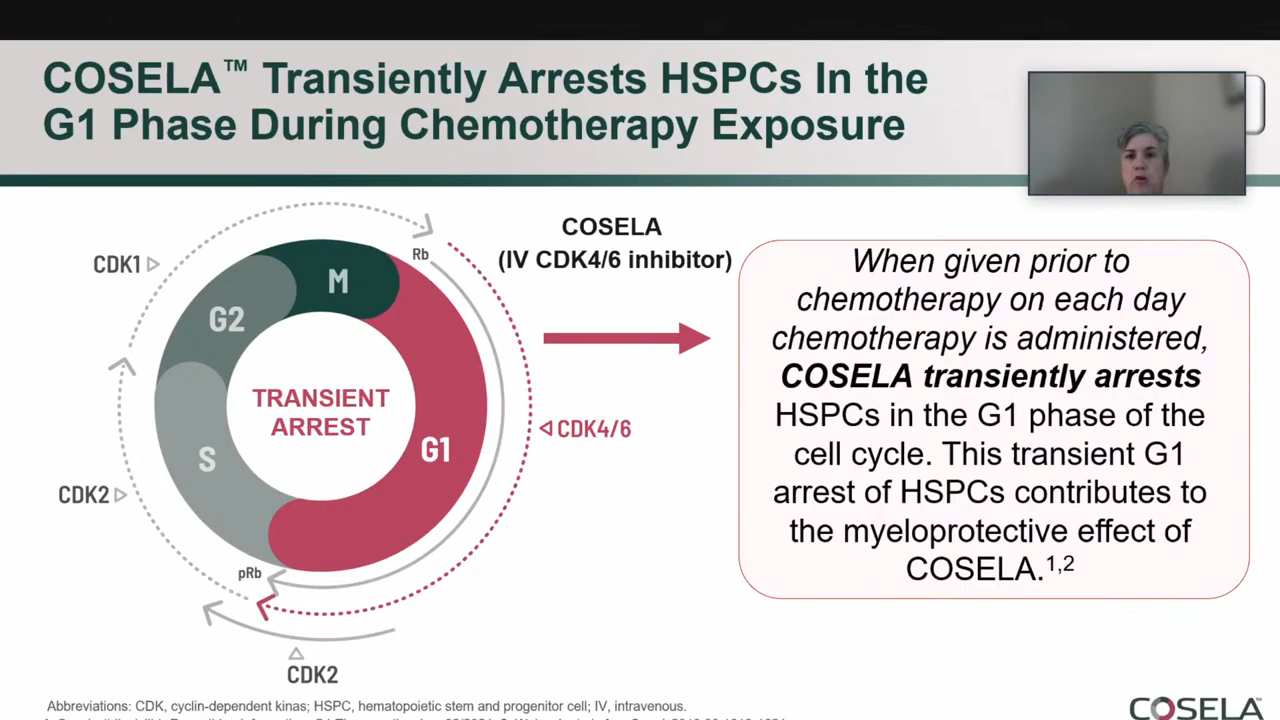 COSELA™ Transiently Arrests HSPCs In the
G1 Phase During Chemotherapy Exposure
COSELA
(IV CDK4/6 inhibitor)
CDK1
Rb
M
G2
TRANSIENT
ARREST
S
G1
CDK4/6
CDK2
pRb
CDK2
When given prior to
chemotherapy on each day
chemotherapy is administered,
COSELA transiently arrests
HSPCs in the G1 phase of the
cell cycle. This transient G1
arrest of HSPCs contributes to
the myeloprotective effect of
COSELA.1,2
Abbreviations: CDK, cyclin-dependent kinas; HSPC, hematopoietic stem and progenitor cell; IV, intravenous.
COSELA